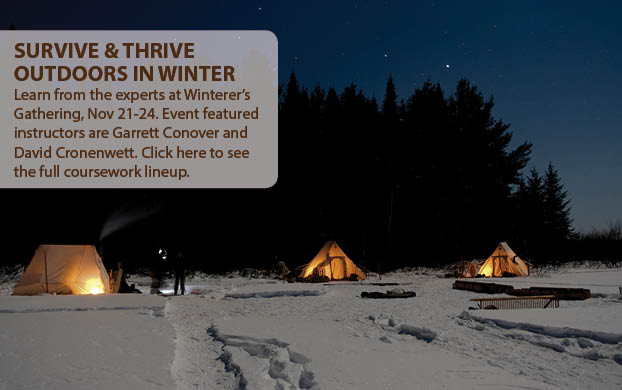 SURVIVE & THRIVE
OUTDOORS IN WINTER
Learn from the experts at Winterer's
Gathering, Nov 21-24. Event featured
instructors are Garrett Conover and
David Cronenwett. Click here to see
the full coursework lineup.